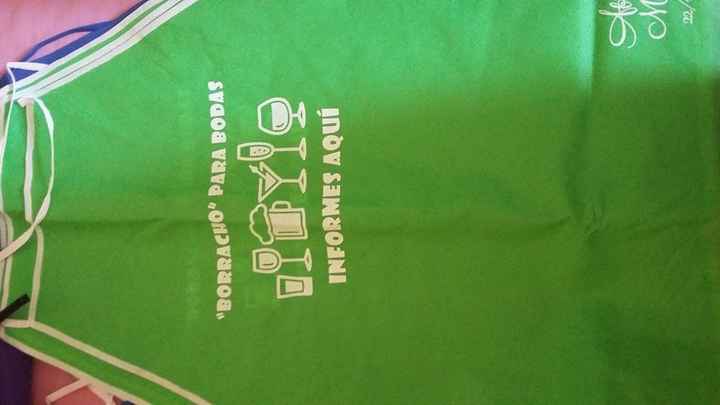 "BORRACHO" PARA BODAS
INFORMES AQUÍ